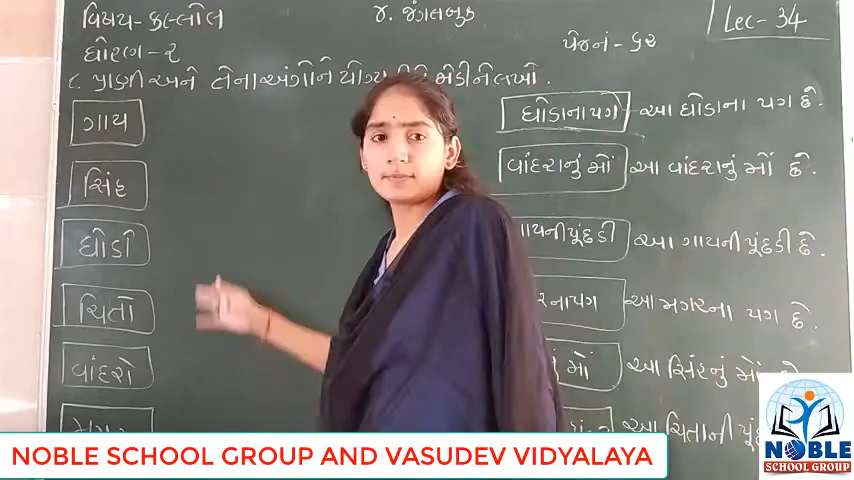 વિષય - કલ્લોલ
૪. જંગલબુક
Lec - 34
ધોરણ - ૨
પેજનં - ૬૨
૮. પ્રાણી અને તેના અંગોને યોગ્ય જોડીને લખો.
ગાય
ઘોડાના પગ
આ ઘોડાના પગ છે.
સિંહ
વાંદરાનું મોં
આ વાંદરાનું મોં છે.
ઘોડો
ગાયની પૂંછડી
આ ગાયની પૂંછડી છે.
ચિતો
આ મગરના પગ છે.
વાંદરો
મોં
આ સિંહનું મોં છે
મગર
આ ચિતાની
NOBLE SCHOOL GROUP AND VASUDEV VIDYALAYA
NOBLE
SCHOOL GROUP